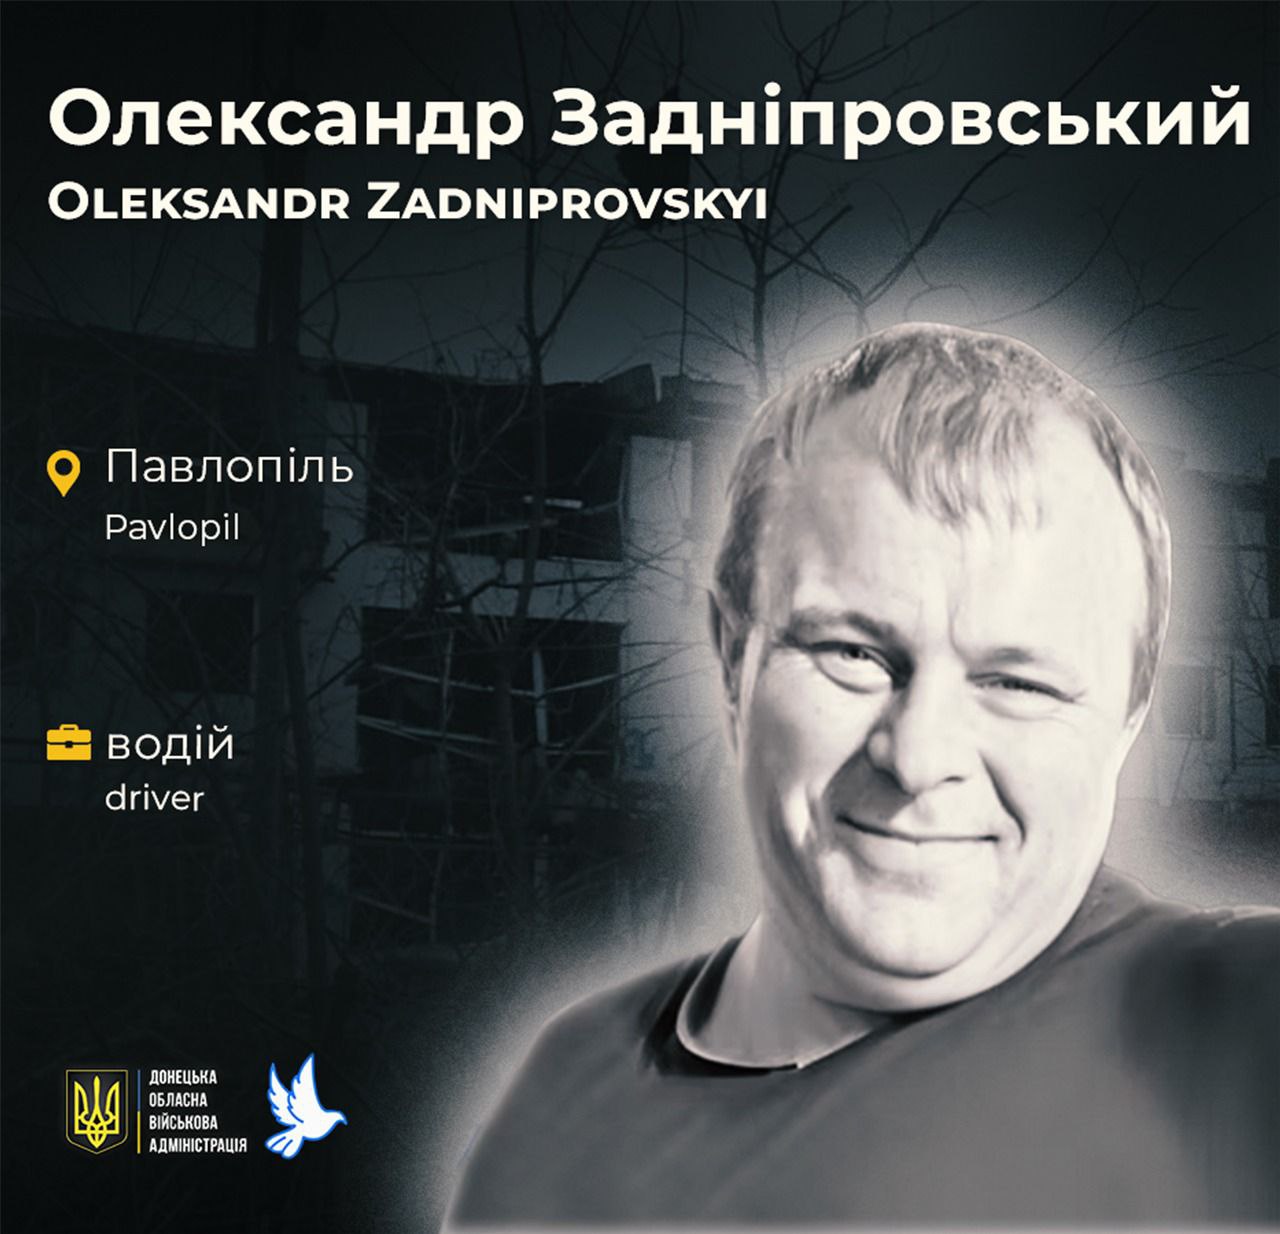 Олександр Задніпровський
OLEKSANDR ZADNIPROVSKYI
Павлопіль
Pavlopil
водій
driver
ДОНЕЦЬКА
ОБЛАСНА
ВІЙСЬКОВА
АДМІНІСТРАЦІЯ